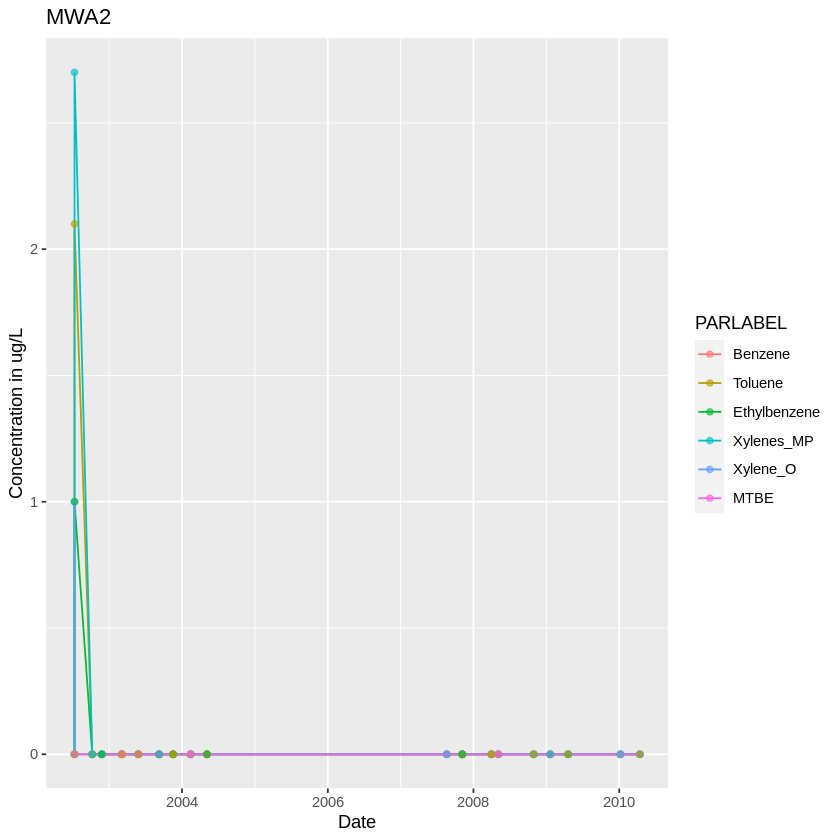 MWA2
Concentration in ug/L
2
1
0
2004 2006 2008 2010
Date
PARLABEL
Benzene
Toluene
Ethylbenzene
Xylenes_MP
Xylene_O
MTBE